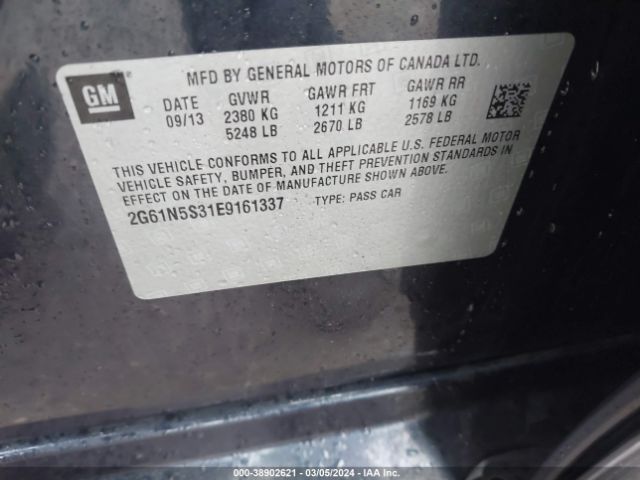 MFD BY GENERAL MOTORS OF CANADA LTD.
GM
DATE GVWR GAWR FRT GAWR RR
09/13 2380 KG 1211 KG 1169 KG
5248 LB 2670 LB 2578 LB
THIS VEHICLE CONFORMS TO ALL APPLICABLE U.S. FEDERAL MOTOR
VEHICLE SAFETY, BUMPER, AND THEFT PREVENTION STANDARDS IN
EFFECT ON THE DATE OF MANUFACTURE SHOWN ABOVE.
2G61N5S31E9161337 TYPE: PASS CAR
000-38902621 - 03/05/2024 - IAA Inc.